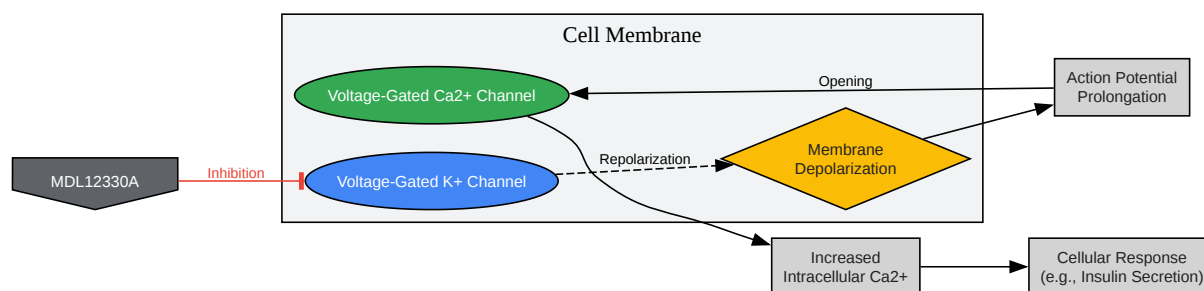 Cell Membrane
Voltage-Gated Ca2+ Channel
Opening
Action Potential
Prolongation
MDL12330A
Inhibition
Voltage-Gated K+ Channel
Repolarization
Membrane
Depolarization
Increased
Intracellular Ca2+
Cellular Response
(e.g., Insulin Secretion)